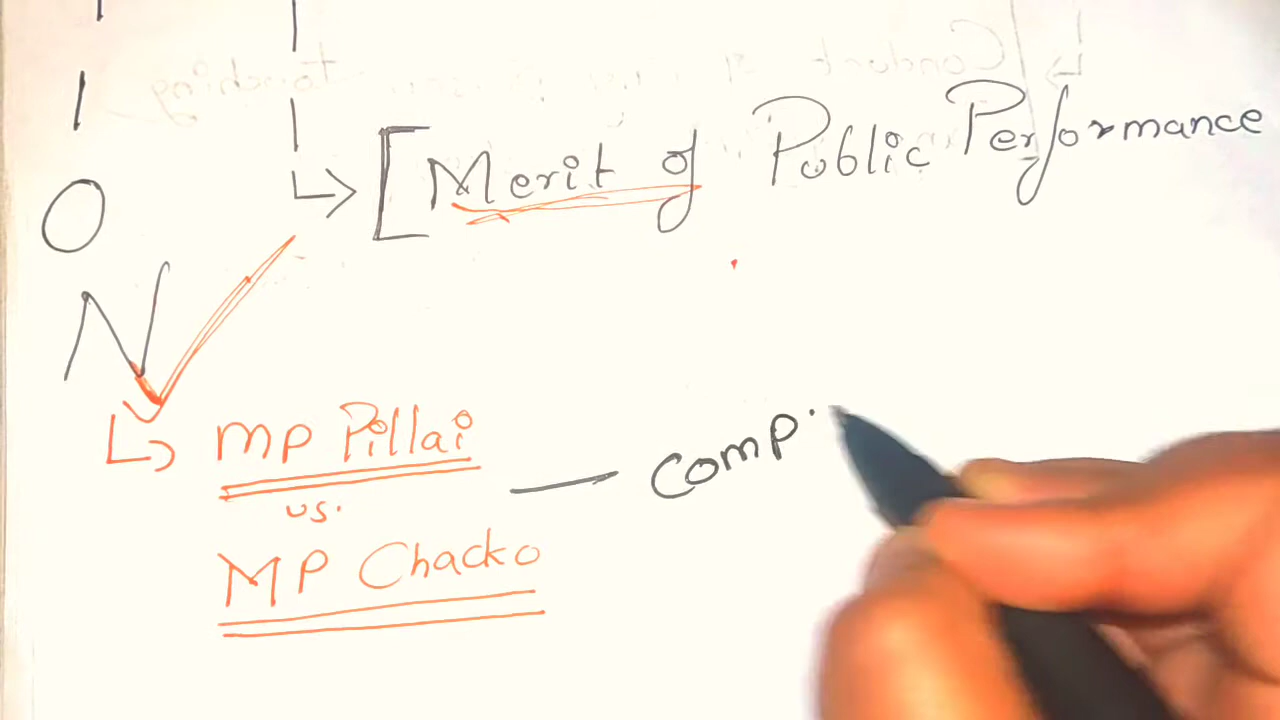 I
O
N
[Merit of Public Performance
MP Pillai
vs.
MP Chacko
— Comp.